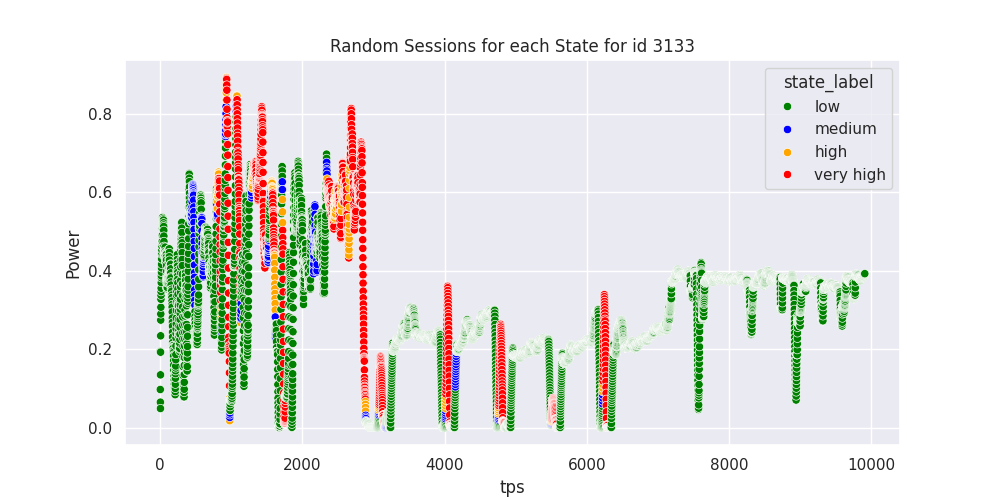 Random Sessions for each State for id 3133
state_label
low
medium
high
very high
Power
0.8
0.6
0.4
0.2
0.0
0 2000 4000 6000 8000 10000
tps